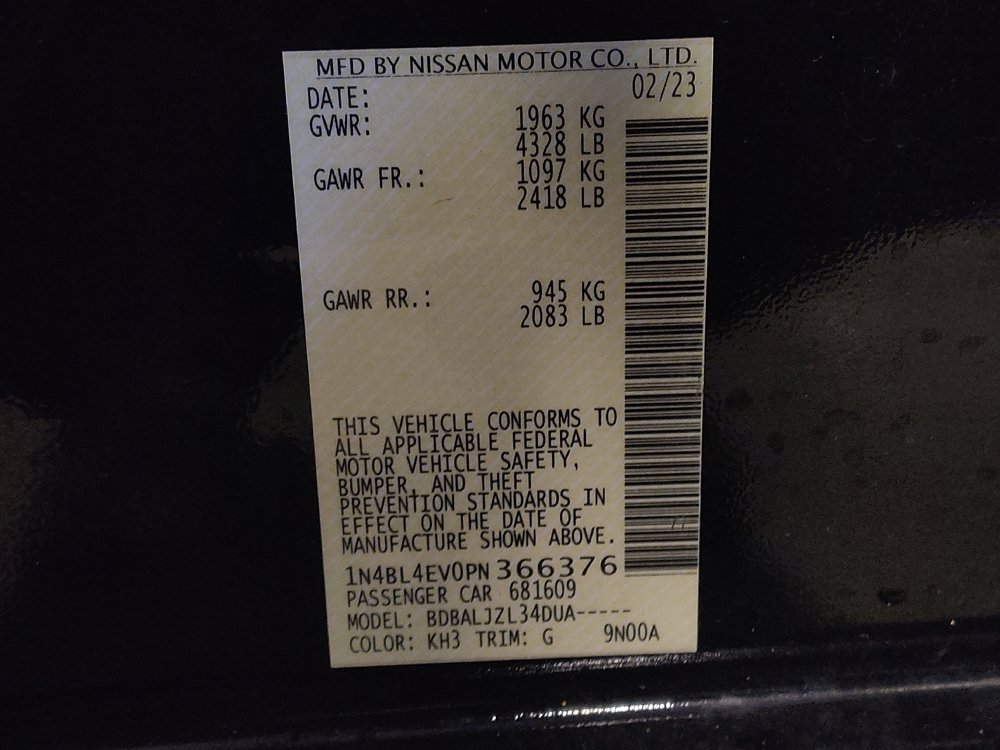 MFD BY NISSAN MOTOR CO., LTD.
DATE: 02/23
GVWR: 1963 KG
4328 LB
GAWR FR.: 1097 KG
2418 LB
GAWR RR.: 945 KG
2083 LB
THIS VEHICLE CONFORMS TO
ALL APPLICABLE FEDERAL
MOTOR VEHICLE SAFETY,
BUMPER, AND THEFT
PREVENTION STANDARDS IN
EFFECT ON THE DATE OF
MANUFACTURE SHOWN ABOVE.
1N4BL4EV0PN 366376
PASSENGER CAR 681609
MODEL: BDBALJZL34DUA-----
COLOR: KH3 TRIM: G 9N00A